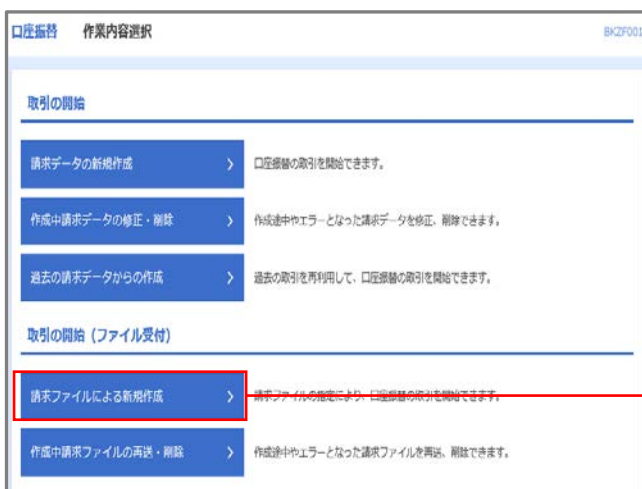 口座振替 作業内容選択 BKZF001
取引の開始
請求データの新規作成 > 口座振替の取引を開始できます。
作成中請求データの修正・削除 > 作成途中やエラーとなった請求データを修正、削除できます。
過去の請求データからの作成 > 過去の取引を再利用して、口座振替の取引を開始できます。
取引の開始（ファイル受付）
請求ファイルによる新規作成 > 請求ファイルの指定により、口座振替の取引を開始できます。
作成中請求ファイルの再送・削除 > 作成途中やエラーとなった請求ファイルを再送、削除できます。